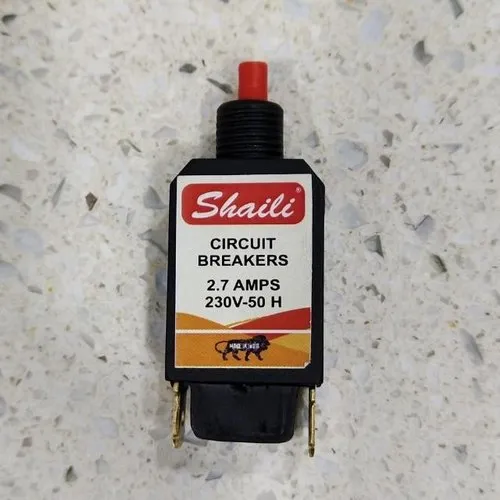 Shaili®
CIRCUIT
BREAKERS
2.7 AMPS
230V-50 H